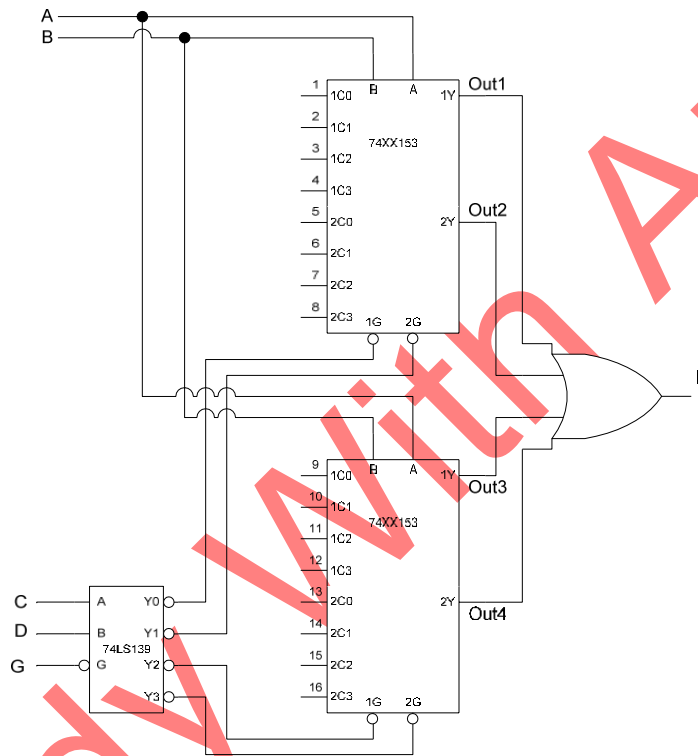 A
B
B A
1 1C0 1Y Out1
2 1C1
74XX153
3 1C2
4 1C3
5 2C0 2Y Out2
6 2C1
7 2C2
8 2C3
1G 2G
B A
9 1C0 1Y
Out3
10 1C1
74XX153
11 1C2
12 1C3
13 2C0 2Y
Out4
14 2C1
15 2C2
16 2C3
1G 2G
C A Y0
D B Y1
74LS139
G G Y2
Y3
With